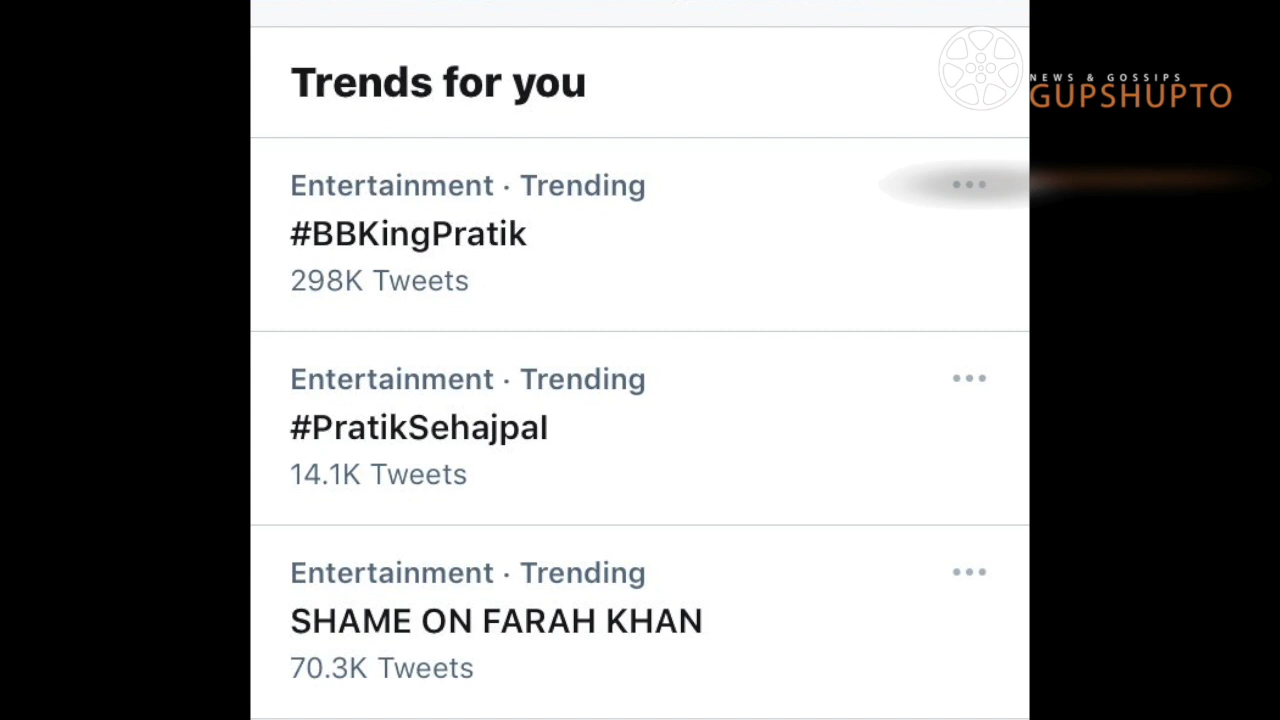 Trends for you
NEWS & GOSSIPS
GUPSHUPTO
Entertainment · Trending
#BBKingPratik
298K Tweets
Entertainment · Trending
#PratikSehajpal
14.1K Tweets
Entertainment · Trending
SHAME ON FARAH KHAN
70.3K Tweets